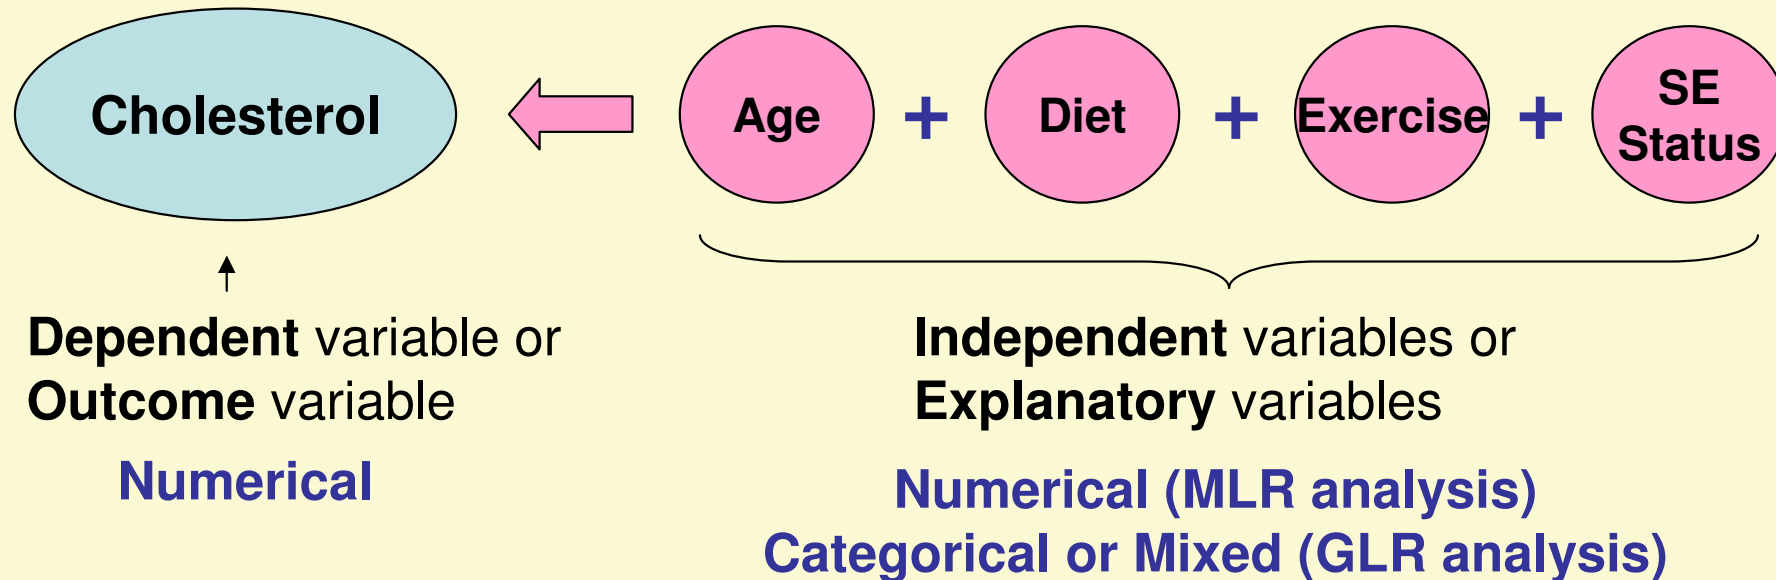 Cholesterol
Age + Diet + Exercise + SE
Status
Dependent variable or
Outcome variable
Numerical
Independent variables or
Explanatory variables
Numerical (MLR analysis)
Categorical or Mixed (GLR analysis)